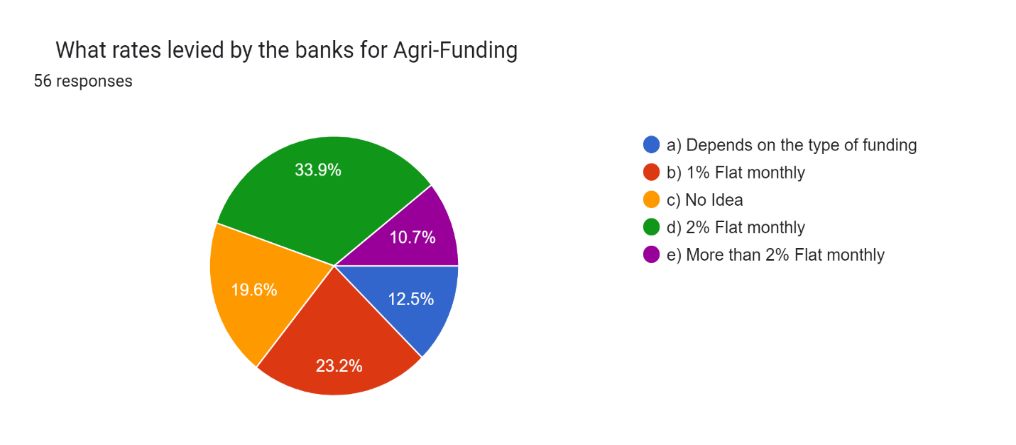 What rates levied by the banks for Agri-Funding
56 responses
33.9%
10.7%
19.6%
12.5%
23.2%
a) Depends on the type of funding
b) 1% Flat monthly
c) No Idea
d) 2% Flat monthly
e) More than 2% Flat monthly